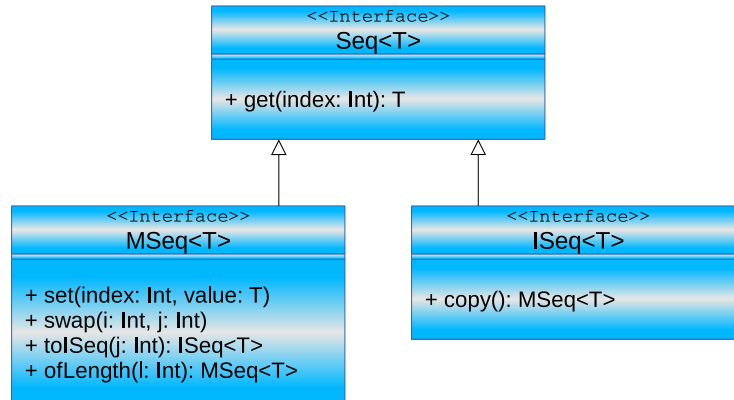 <<Interface>>
Seq<T>
+ get(index: Int): T
<<Interface>>
MSeq<T>
+ set(index: Int, value: T)
+ swap(i: Int, j: Int)
+ toISeq(j: Int): ISeq<T>
+ ofLength(l: Int): MSeq<T>
<<Interface>>
ISeq<T>
+ copy(): MSeq<T>